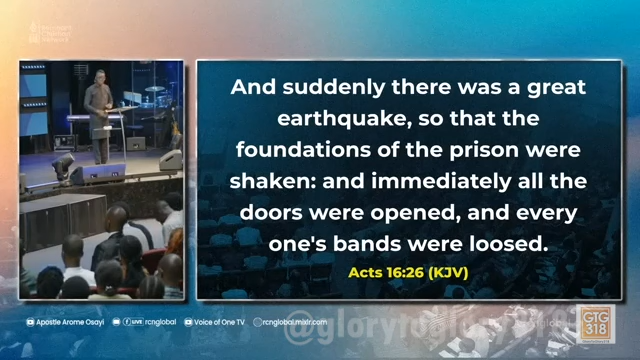 And suddenly there was a great
earthquake, so that the
foundations of the prison were
shaken: and immediately all the
doors were opened, and every
one's bands were loosed.
Acts 16:26 (KJV)
Apostle Arome Osayi
LIVE rcnglobal
Voice of One TV
rcnglobal.mixlr.com
GTG
318